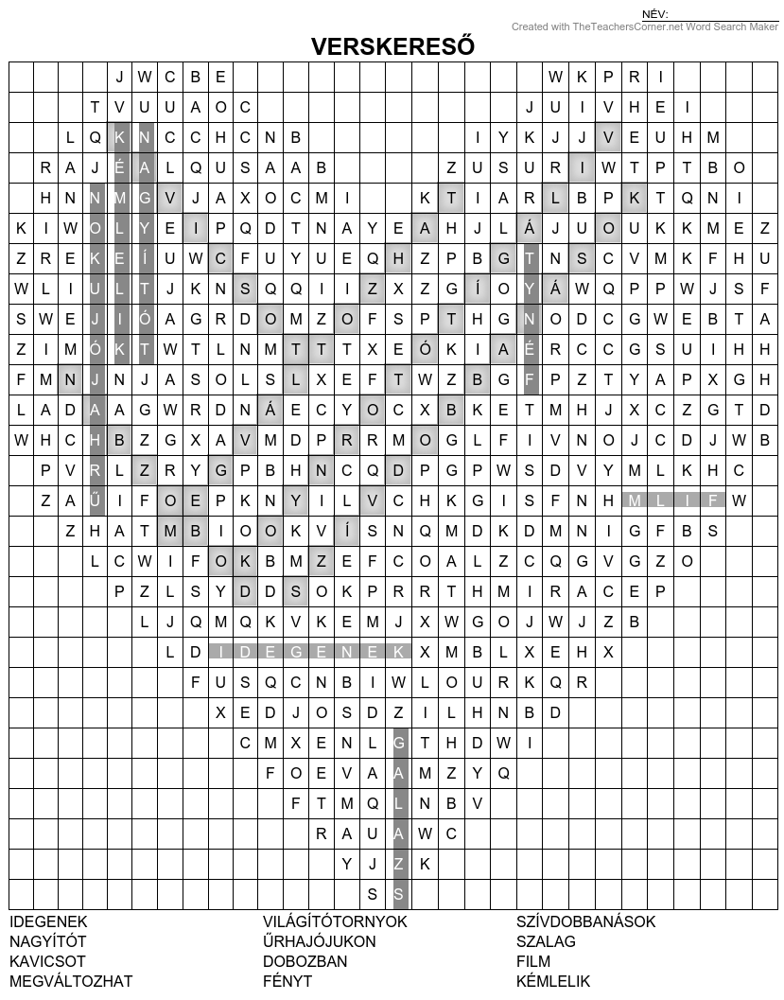 NÉV:
Created with TheTeachersCorner.net Word Search Maker
VERSKERESŐ
J W C B E W K P R I
T V U U A O C J U I V H E I
L Q K N C C H C N B I Y K J J V E U H M
R A J É A L Q U S A A B Z U S U R I W T P T B O
H N N N M G V J A X O C M I K T I A R L B P K T Q N I
K I W O L Y E I P Q D T N A Y E A H J L Á J U O U K K M E Z
Z R E K E Í U W C F U Y U E Q H Z P B G T N S C V M K F H U
W L I U L T J K N S Q Q I I Z X Z G Í O Y Á W Q P P W J S F
S W E J I Ó A G R D O M Z O F S P T H G N O D C G W E B T A
Z I M Ó K T W T L N M T T T X E Ó K I A É R C C G S U I H H
F M N J N J A S O L S L X E F T W Z B G F P Z T Y A P X G H
L A D A A G W R D N Á E C Y O C X B K E T M H J X C Z G T D
W H C H B Z G X A V M D P R R M O G L F I V N O J C D J W B
P V R L Z R Y G P B H N C Q D P G P W S D V Y M L K H C
Z A Ű I F O E P K N Y I L V C H K G I S F N H M L I F W
Z H A T M B I O O K V Í S N Q M D K D M N I G F B S
L C W I F O K B M Z E F C O A L Z C Q G V G Z O
P Z L S Y D D S O K P R R T H M I R A C E P
L J Q M Q K V K E M J X W G O J W J Z B
L D I D E G E N E K X M B L X E H X
F U S Q C N B I W L O U R K Q R
X E D J O S D Z I L H N B D
C M X E N L G T H D W I
F O E V A A M Z Y Q
F T M Q L N B V
R A U A W C
Y J Z K
S S
IDEGENEK VILÁGÍTÓTORNYOK SZÍVDOBBANÁSOK
NAGYÍTÓT ŰRHAJÓJUKON SZALAG
KAVICSOT DOBOZBAN FILM
MEGVÁLTOZHAT FÉNYT KÉMLELIK